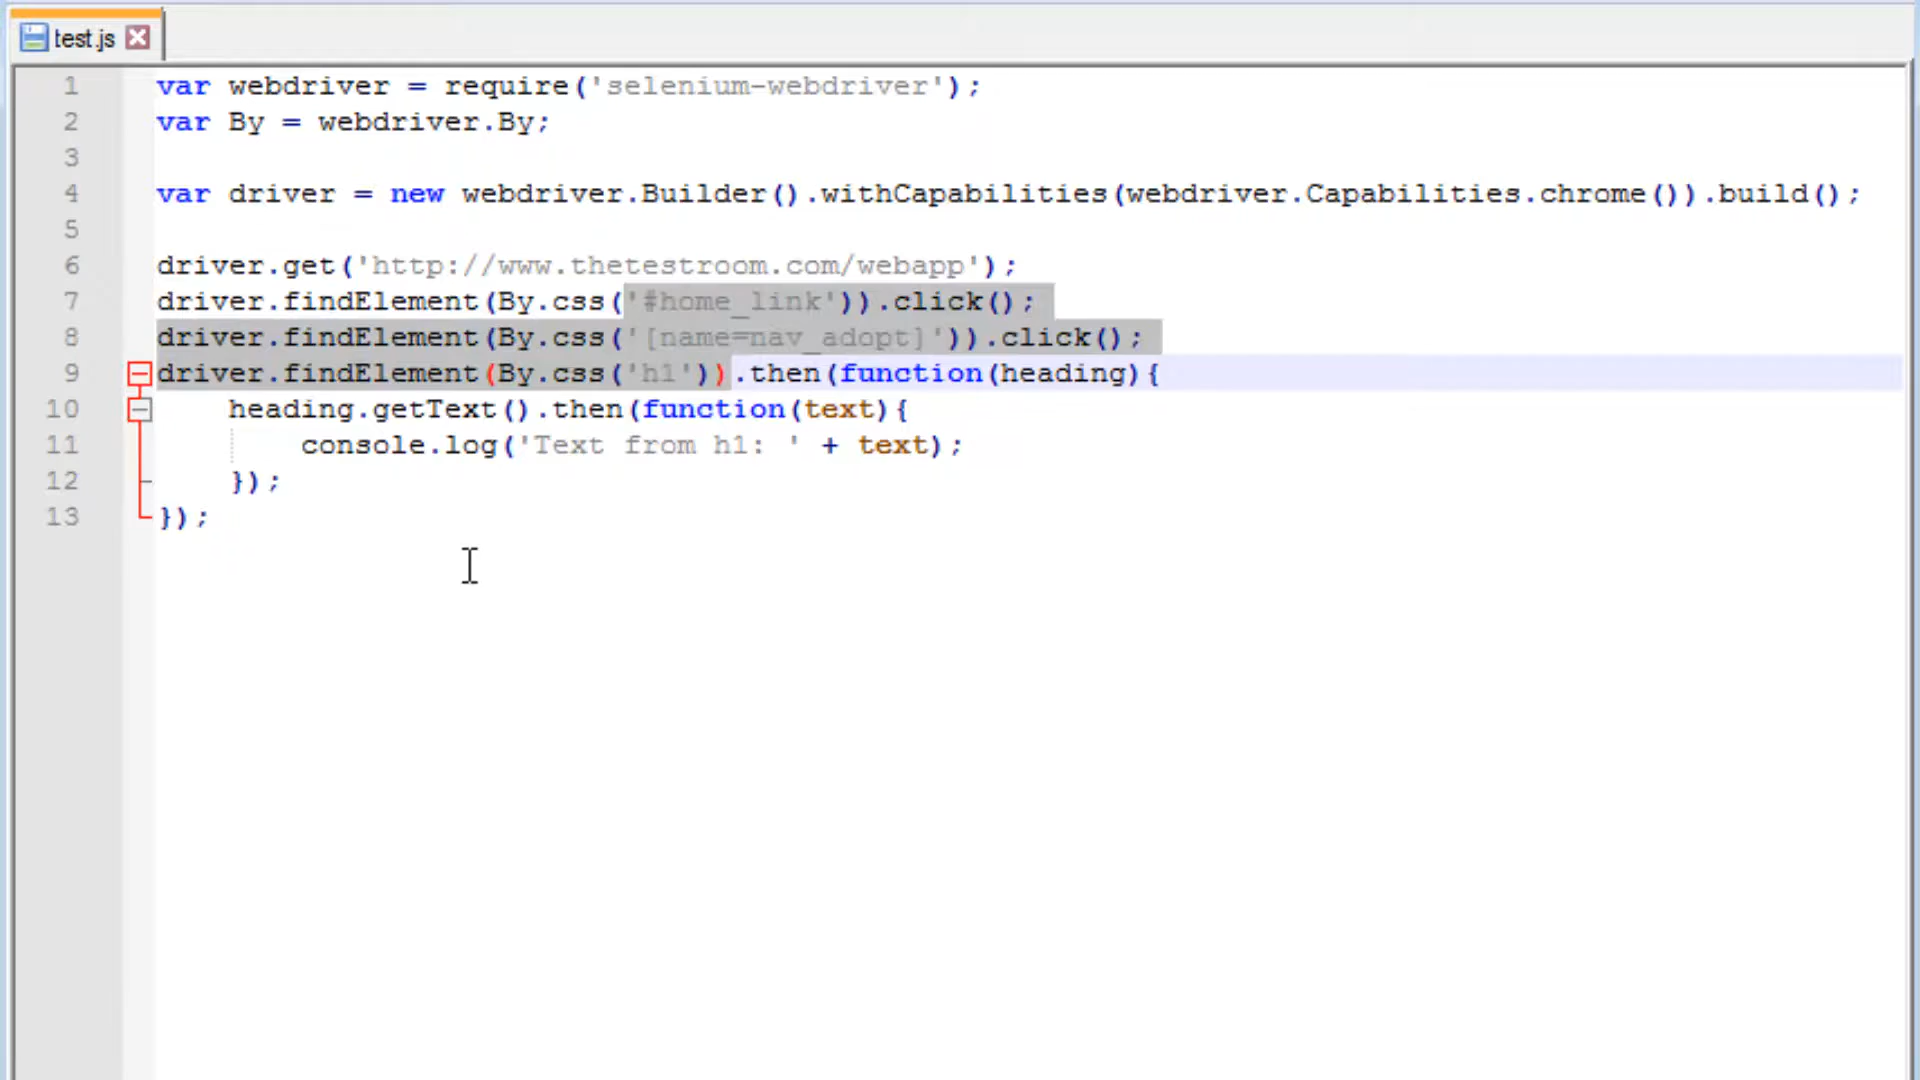 test.js
1 var webdriver = require('selenium-webdriver');
2 var By = webdriver.By;
3
4 var driver = new webdriver.Builder().withCapabilities(webdriver.Capabilities.chrome()).build();
5
6 driver.get('http://www.thetestroom.com/webapp');
7 driver.findElement(By.css('#home_link')).click();
8 driver.findElement(By.css('[name=nav_adopt]')).click();
9 driver.findElement(By.css('h1')).then(function(heading){
10     heading.getText().then(function(text){
11         console.log('Text from h1: ' + text);
12     });
13 });